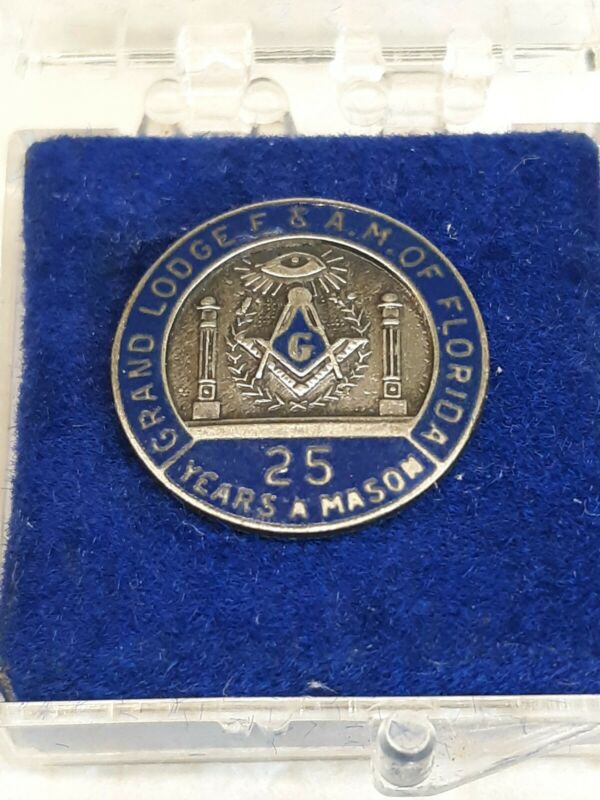 GRAND LODGE F. & A. M. OF FLORIDA
G
25
YEARS A MASON